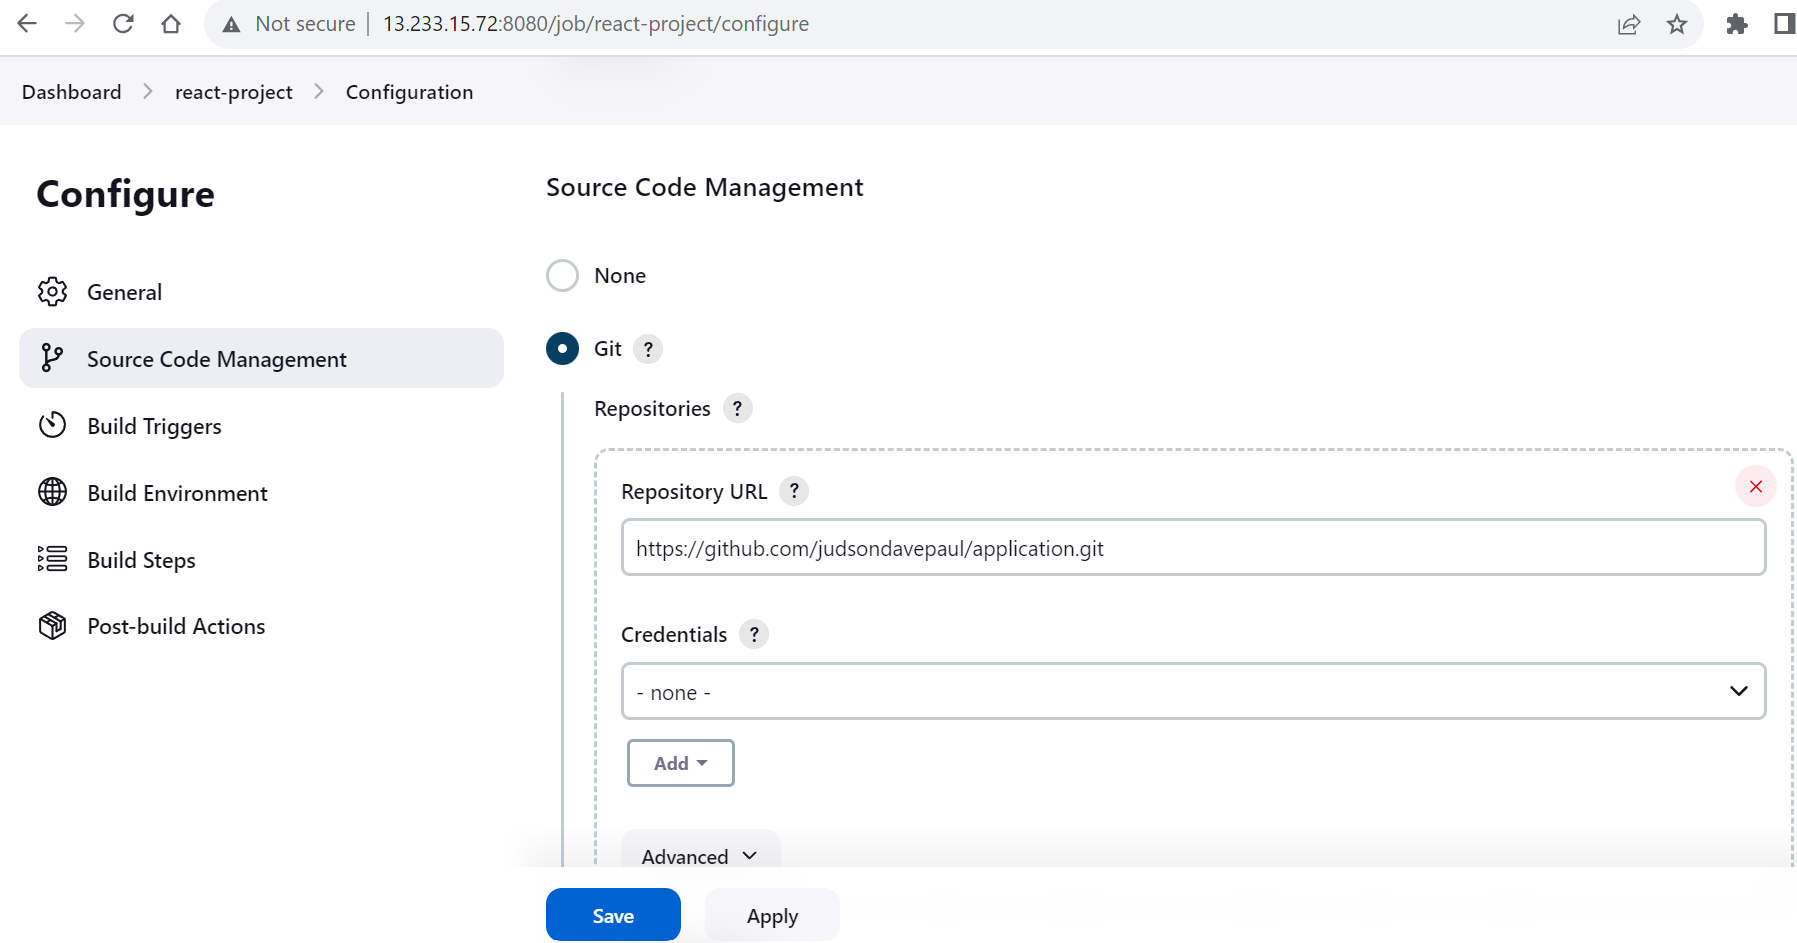 Not secure | 13.233.15.72:8080/job/react-project/configure
Dashboard > react-project > Configuration
Configure
General
Source Code Management
Build Triggers
Build Environment
Build Steps
Post-build Actions
Source Code Management
None
Git ?
Repositories ?
Repository URL ?
https://github.com/judsondavepaul/application.git
Credentials ?
- none -
Add
Advanced
Save
Apply